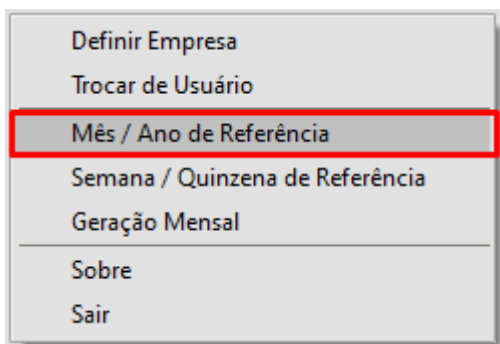 Definir Empresa
Trocar de Usuário
Mês / Ano de Referência
Semana / Quinzena de Referência
Geração Mensal
Sobre
Sair